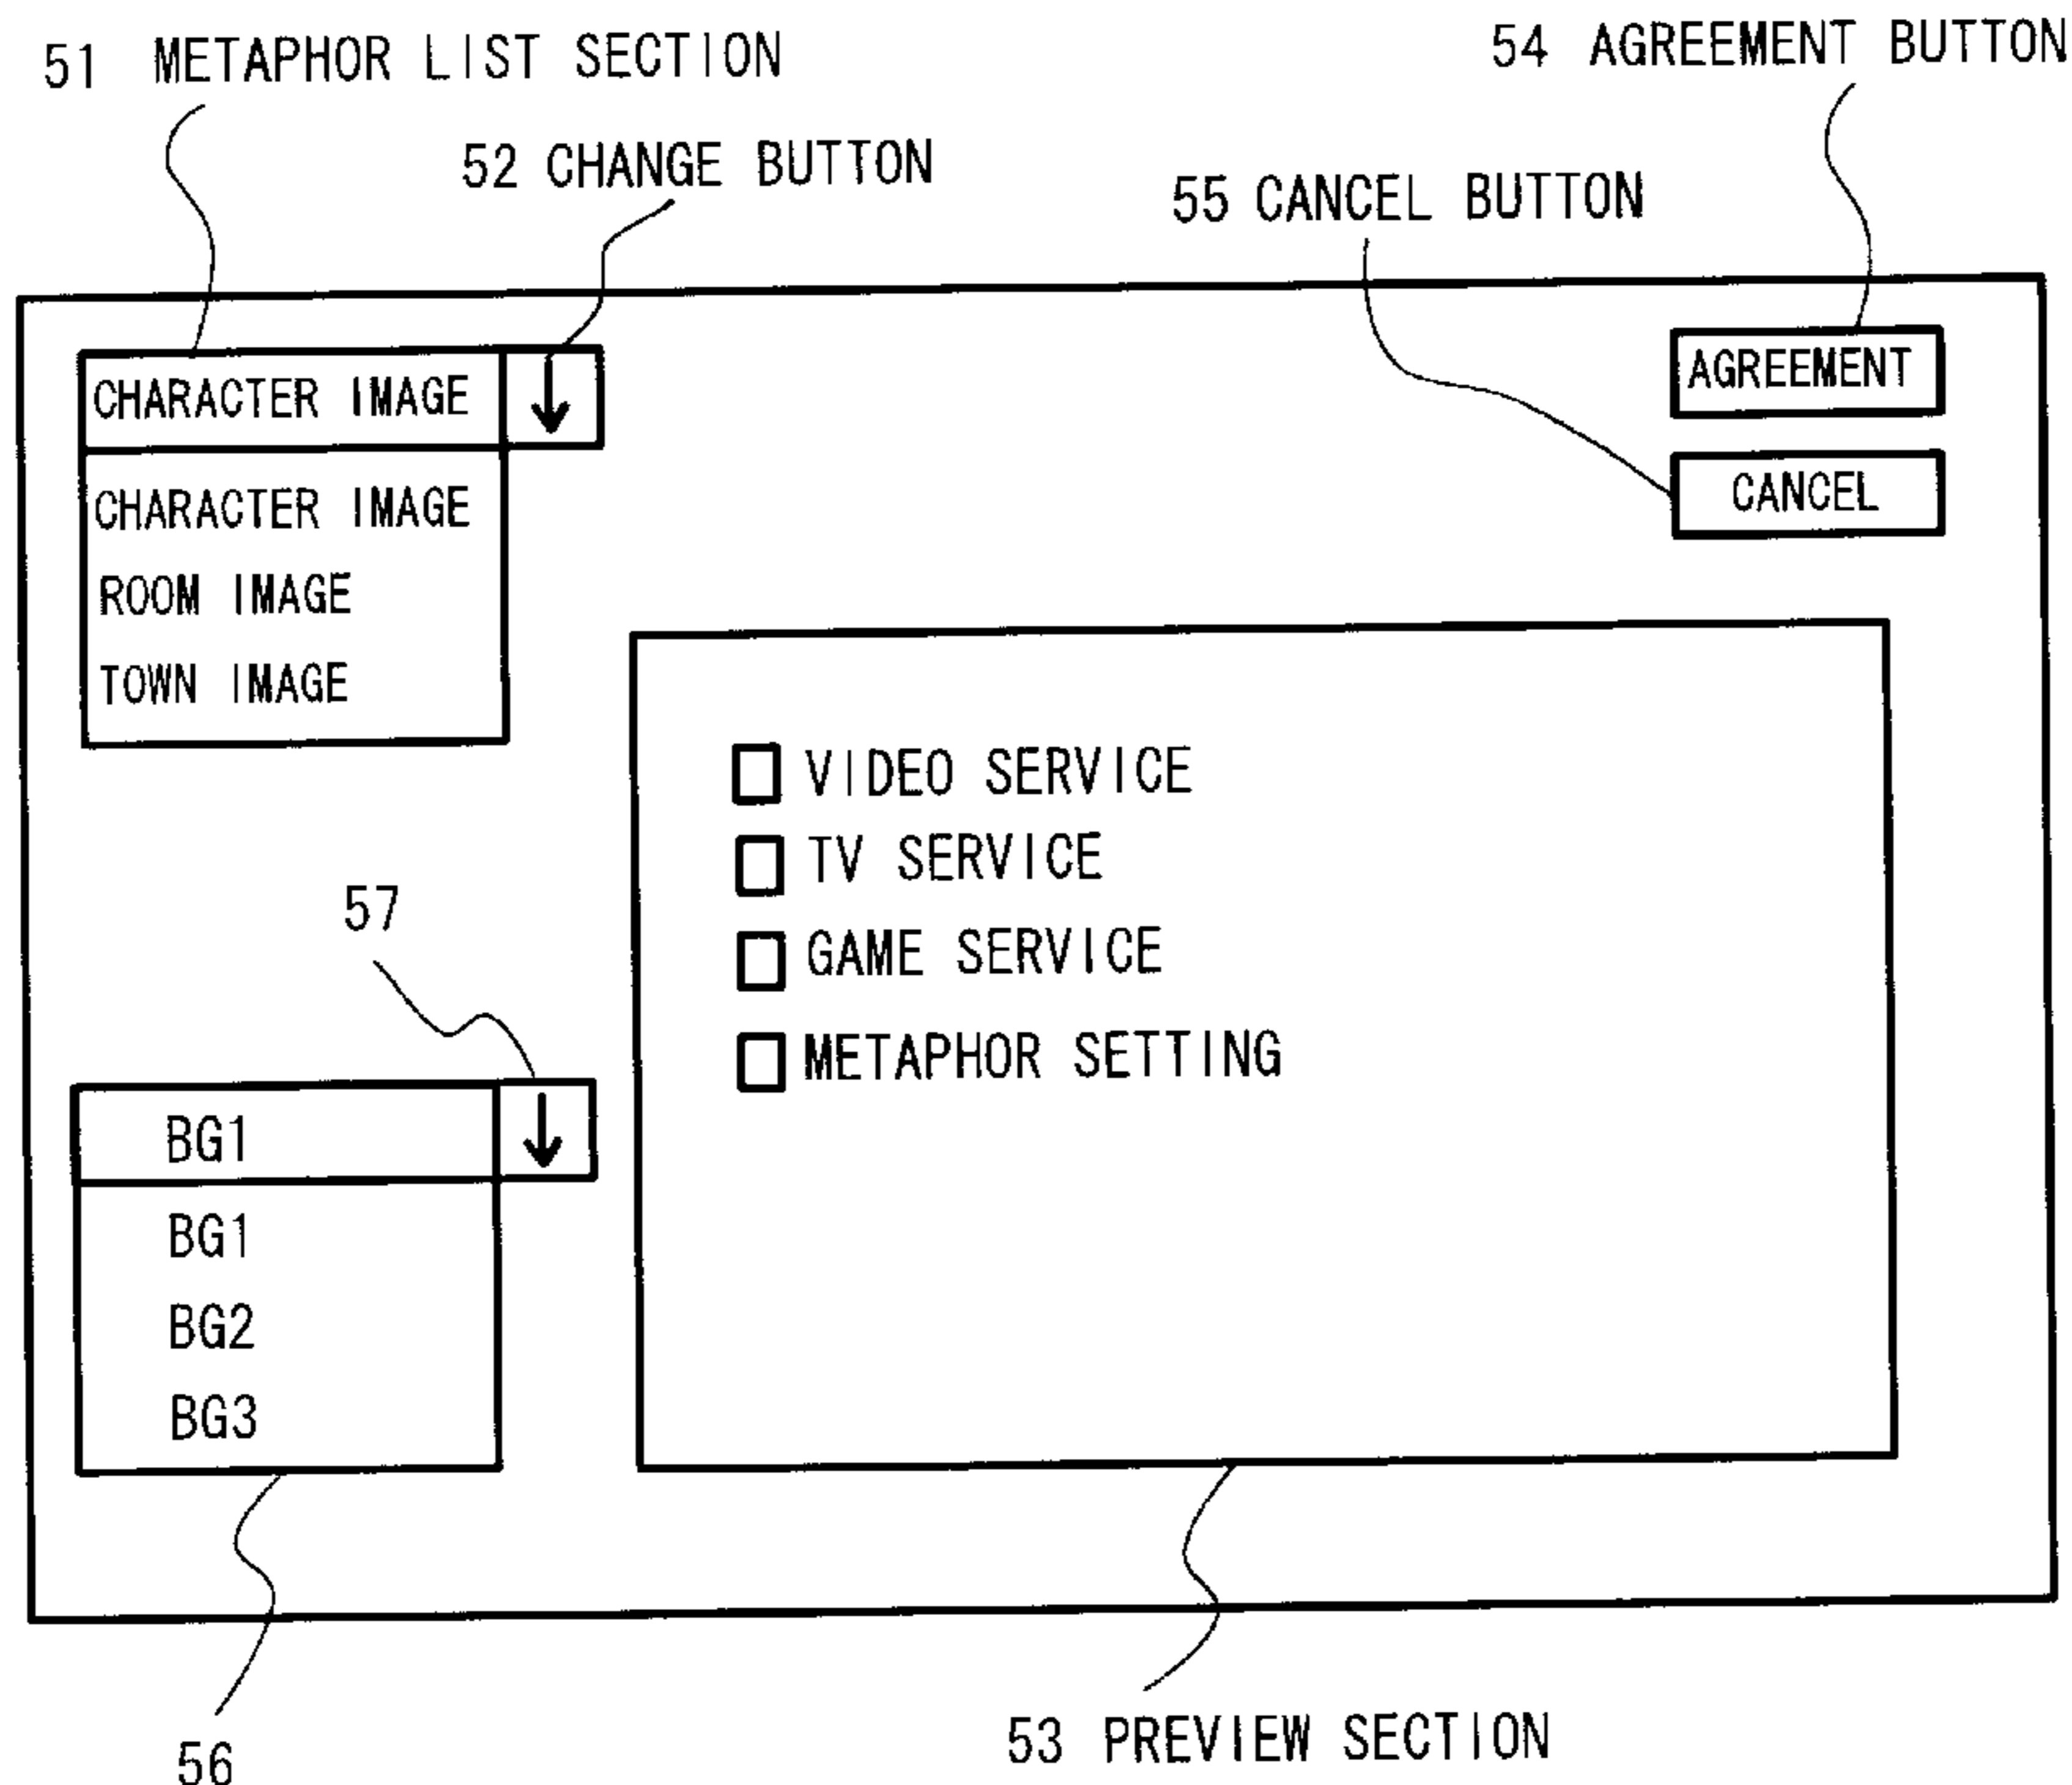 51 METAPHOR LIST SECTION
54 AGREEMENT BUTTON
52 CHANGE BUTTON
55 CANCEL BUTTON
CHARACTER IMAGE ↓
AGREEMENT
CHARACTER IMAGE
CANCEL
ROOM IMAGE
TOWN IMAGE
VIDEO SERVICE
TV SERVICE
57
GAME SERVICE
METAPHOR SETTING
BG1 ↓
BG1
BG2
BG3
53 PREVIEW SECTION
56